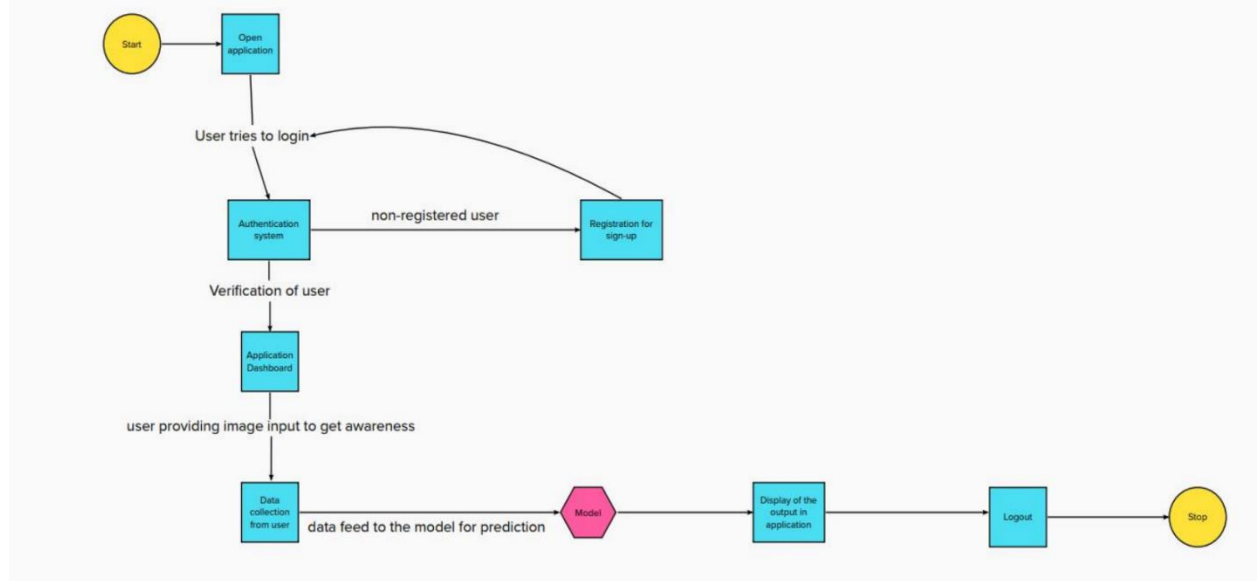 Start
Open
application
User tries to login
Authentication
system
non-registered user
Registration for
sign-up
Verification of user
Application
Dashboard
user providing image input to get awareness
Data
collection
from user
data feed to the model for prediction
Model
Display of the
output in
application
Logout
Stop